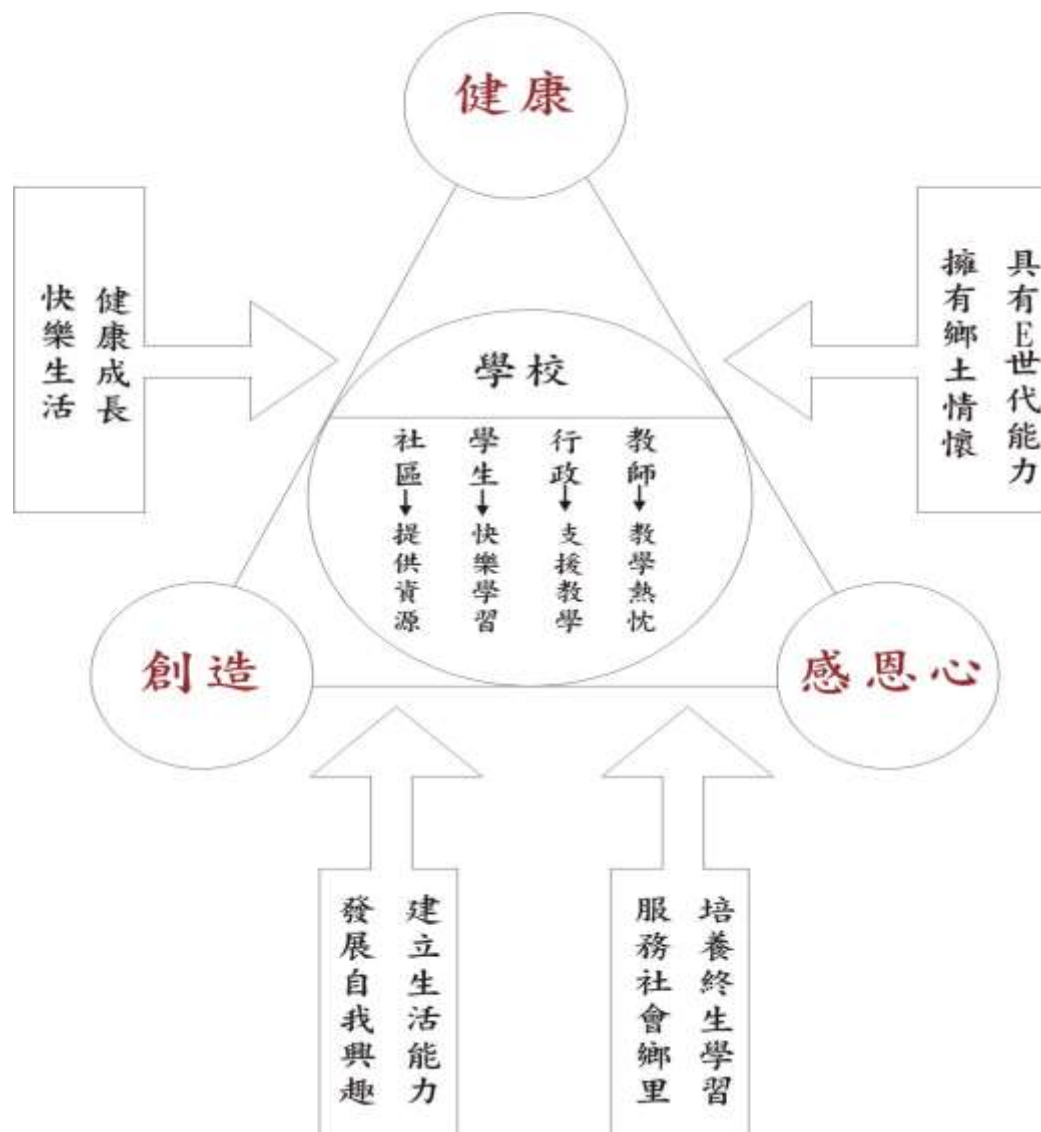 健康
健康成長
快樂生活
具有E世代能力
擁有鄉土情懷
學校
教師→教學熱忱
行政→支援教學
學生→快樂學習
社區→提供資源
創造
感恩心
建立生活能力
發展自我興趣
培養終生學習
服務社會鄉里